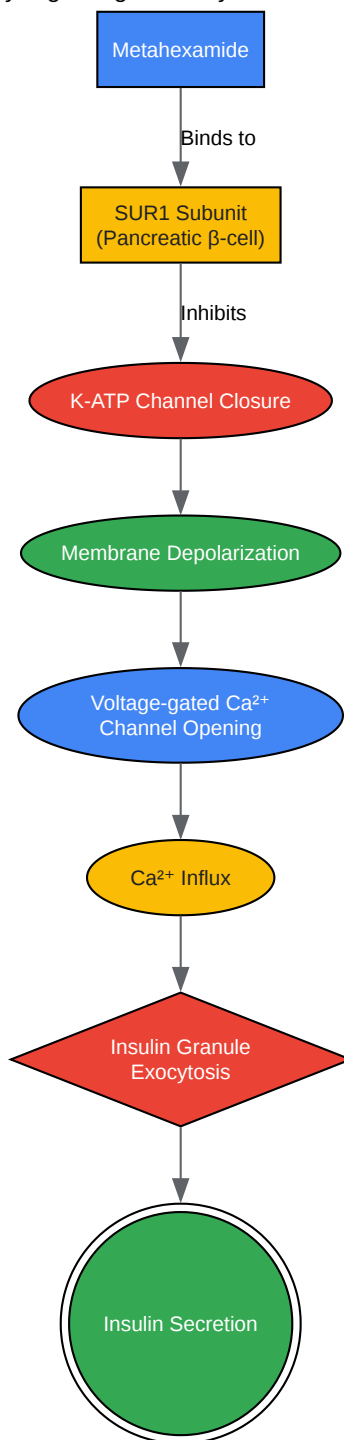 Metahexamide
Binds to
SUR1 Subunit
(Pancreatic β-cell)
Inhibits
K-ATP Channel Closure
Membrane Depolarization
Voltage-gated Ca²⁺
Channel Opening
Ca²⁺ Influx
Insulin Granule
Exocytosis
Insulin Secretion